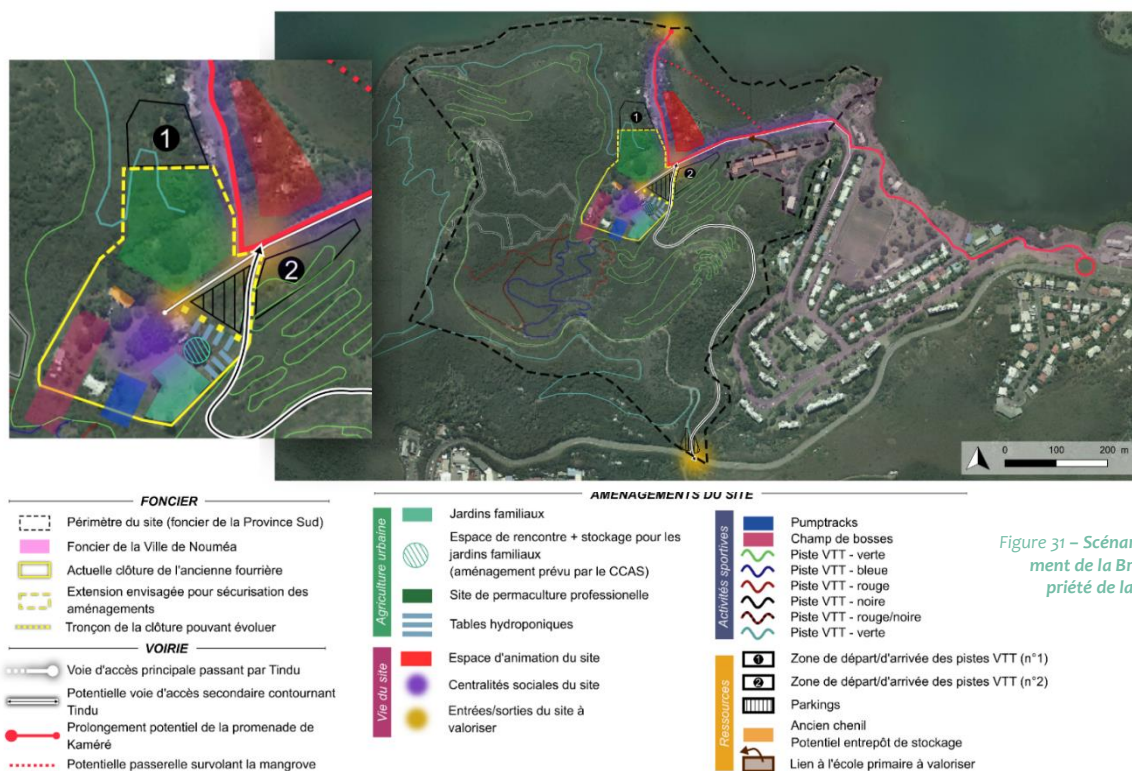 1
2
1
2
0 100 200 m
FONCIER
Périmètre du site (foncier de la Province Sud)
Foncier de la Ville de Nouméa
Actuelle clôture de l'ancienne fourrière
Extension envisagée pour sécurisation des
aménagements
Tronçon de la clôture pouvant évoluer
VOIRIE
Voie d'accès principale passant par Tindu
Potentielle voie d'accès secondaire contournant
Tindu
Prolongement potentiel de la promenade de
Kaméré
Potentielle passerelle survolant la mangrove
AMENAGEMENTS DU SITE
Agriculture urbaine
Jardins familiaux
Espace de rencontre + stockage pour les
jardins familiaux
(aménagement prévu par le CCAS)
Site de permaculture professionelle
Tables hydroponiques
Vie du site
Espace d'animation du site
Centralités sociales du site
Entrées/sorties du site à
valoriser
Activités sportives
Pumptracks
Champ de bosses
Piste VTT - verte
Piste VTT - bleue
Piste VTT - rouge
Piste VTT - noire
Piste VTT - rouge/noire
Piste VTT - verte
Ressources
1 Zone de départ/d'arrivée des pistes VTT (n°1)
2 Zone de départ/d'arrivée des pistes VTT (n°2)
Parkings
Ancien chenil
Potentiel entrepôt de stockage
Lien à l'école primaire à valoriser
Figure 31 – Scénar
ment de la Br
priété de la